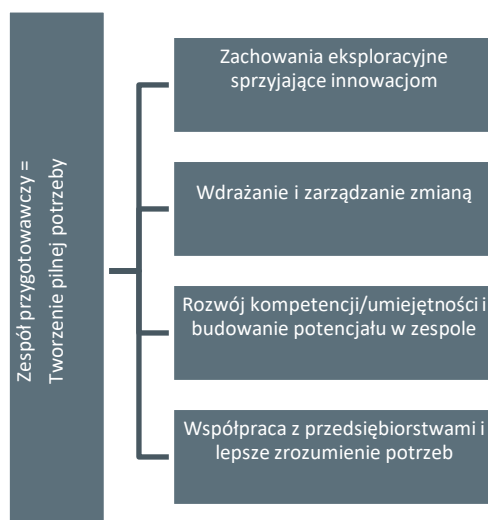 Zespół przygotowawczy =
Tworzenie pilnej potrzeby
Zachowania eksploracyjne
sprzyjające innowacjom
Wdrażanie i zarządzanie zmianą
Rozwój kompetencji/umiejętności i
budowanie potencjału w zespole
Współpraca z przedsiębiorstwami i
lepsze zrozumienie potrzeb